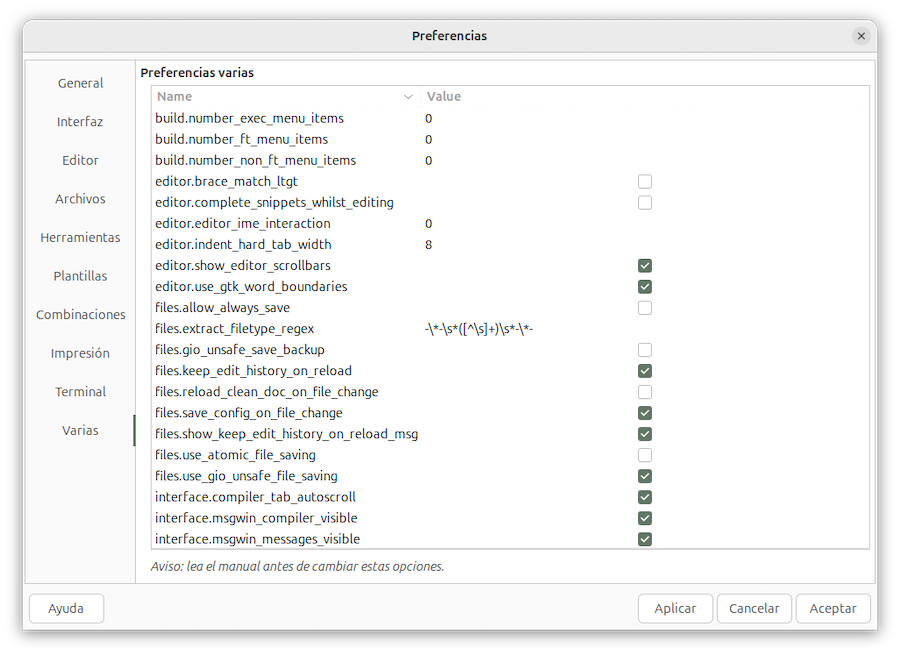 Preferencias
General
Interfaz
Editor
Archivos
Herramientas
Plantillas
Combinaciones
Impresión
Terminal
Varias
Preferencias varias
Name Value
build.number_exec_menu_items 0
build.number_ft_menu_items 0
build.number_non_ft_menu_items 0
editor.brace_match_ltgt
editor.complete_snippets_whilst_editing
editor.editor_ime_interaction 0
editor.indent_hard_tab_width 8
editor.show_editor_scrollbars
editor.use_gtk_word_boundaries
files.allow_always_save
files.extract_filetype_regex -\*-\s*([^\s]+)\s*-\*-
files.gio_unsafe_save_backup
files.keep_edit_history_on_reload
files.reload_clean_doc_on_file_change
files.save_config_on_file_change
files.show_keep_edit_history_on_reload_msg
files.use_atomic_file_saving
files.use_gio_unsafe_file_saving
interface.compiler_tab_autoscroll
interface.msgwin_compiler_visible
interface.msgwin_messages_visible
Aviso: lea el manual antes de cambiar estas opciones.
Ayuda Aplicar Cancelar Aceptar